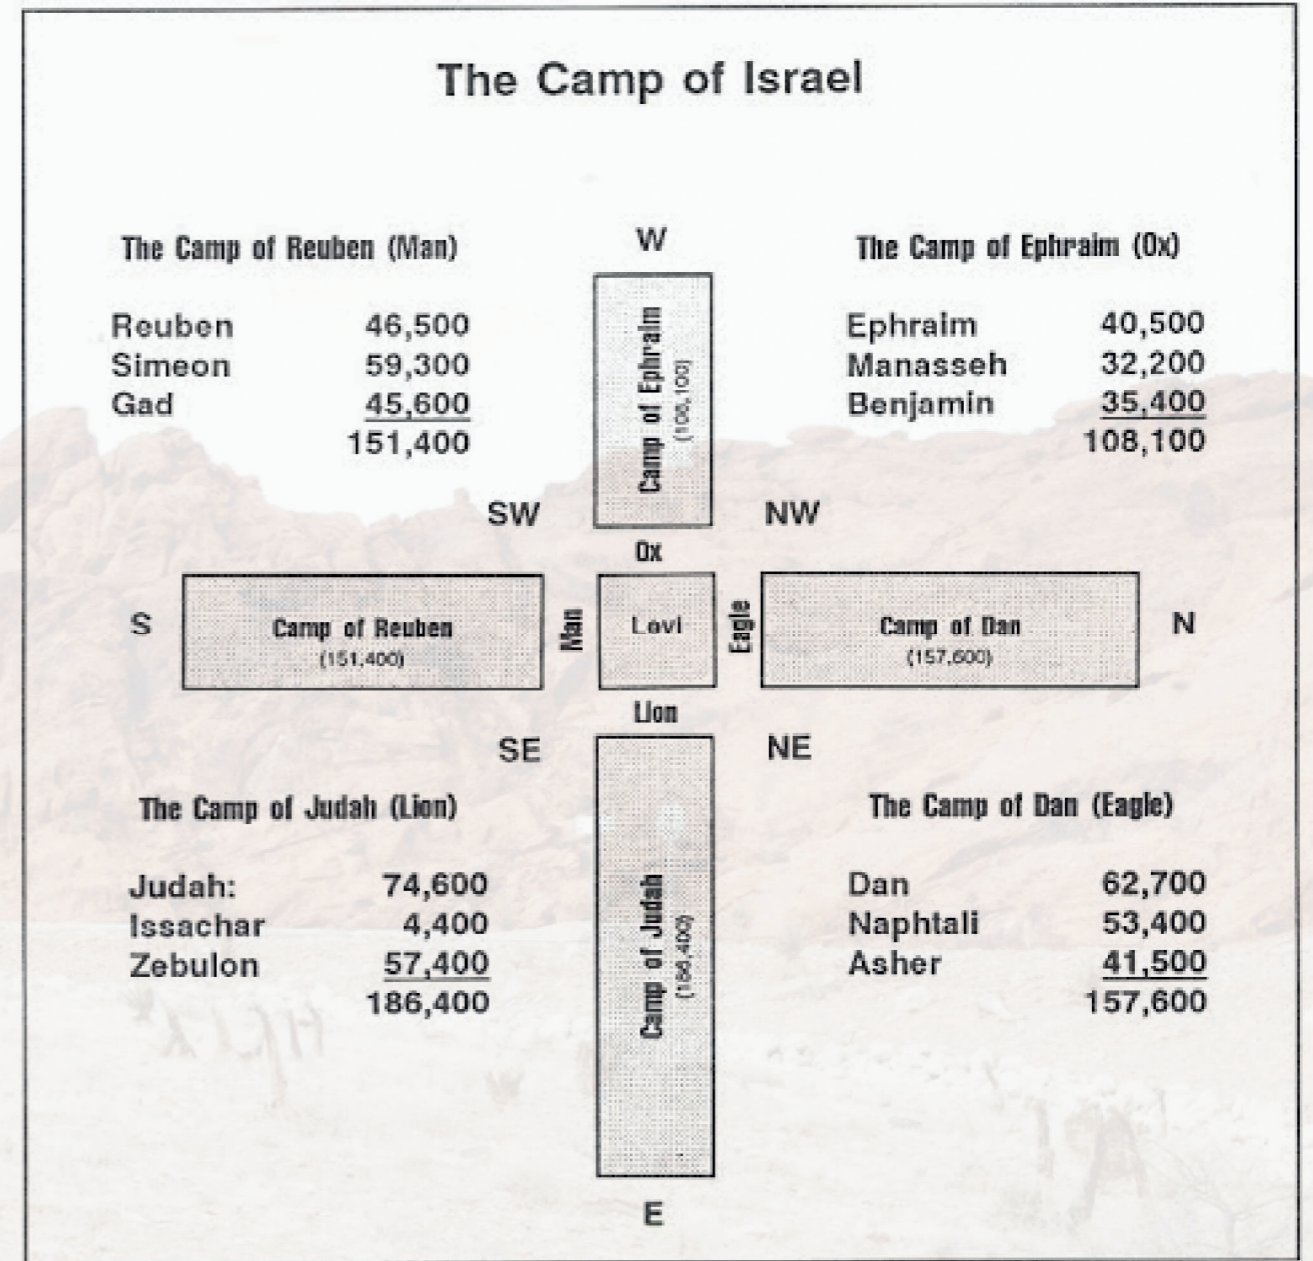 The Camp of Israel
The Camp of Reuben (Man)
Reuben 46,500
Simeon 59,300
Gad 45,600
151,400
W
The Camp of Ephraim (Ox)
Ephraim 40,500
Manasseh 32,200
Benjamin 35,400
108,100
Camp of Ephraim
(108,100)
SW
NW
Ox
S
Camp of Reuben
(151,400)
Man
Levi
Eagle
Camp of Dan
(157,600)
N
Lion
SE
NE
The Camp of Judah (Lion)
Judah: 74,600
Issachar 4,400
Zebulon 57,400
186,400
Camp of Judah
(186,400)
The Camp of Dan (Eagle)
Dan 62,700
Naphtali 53,400
Asher 41,500
157,600
E